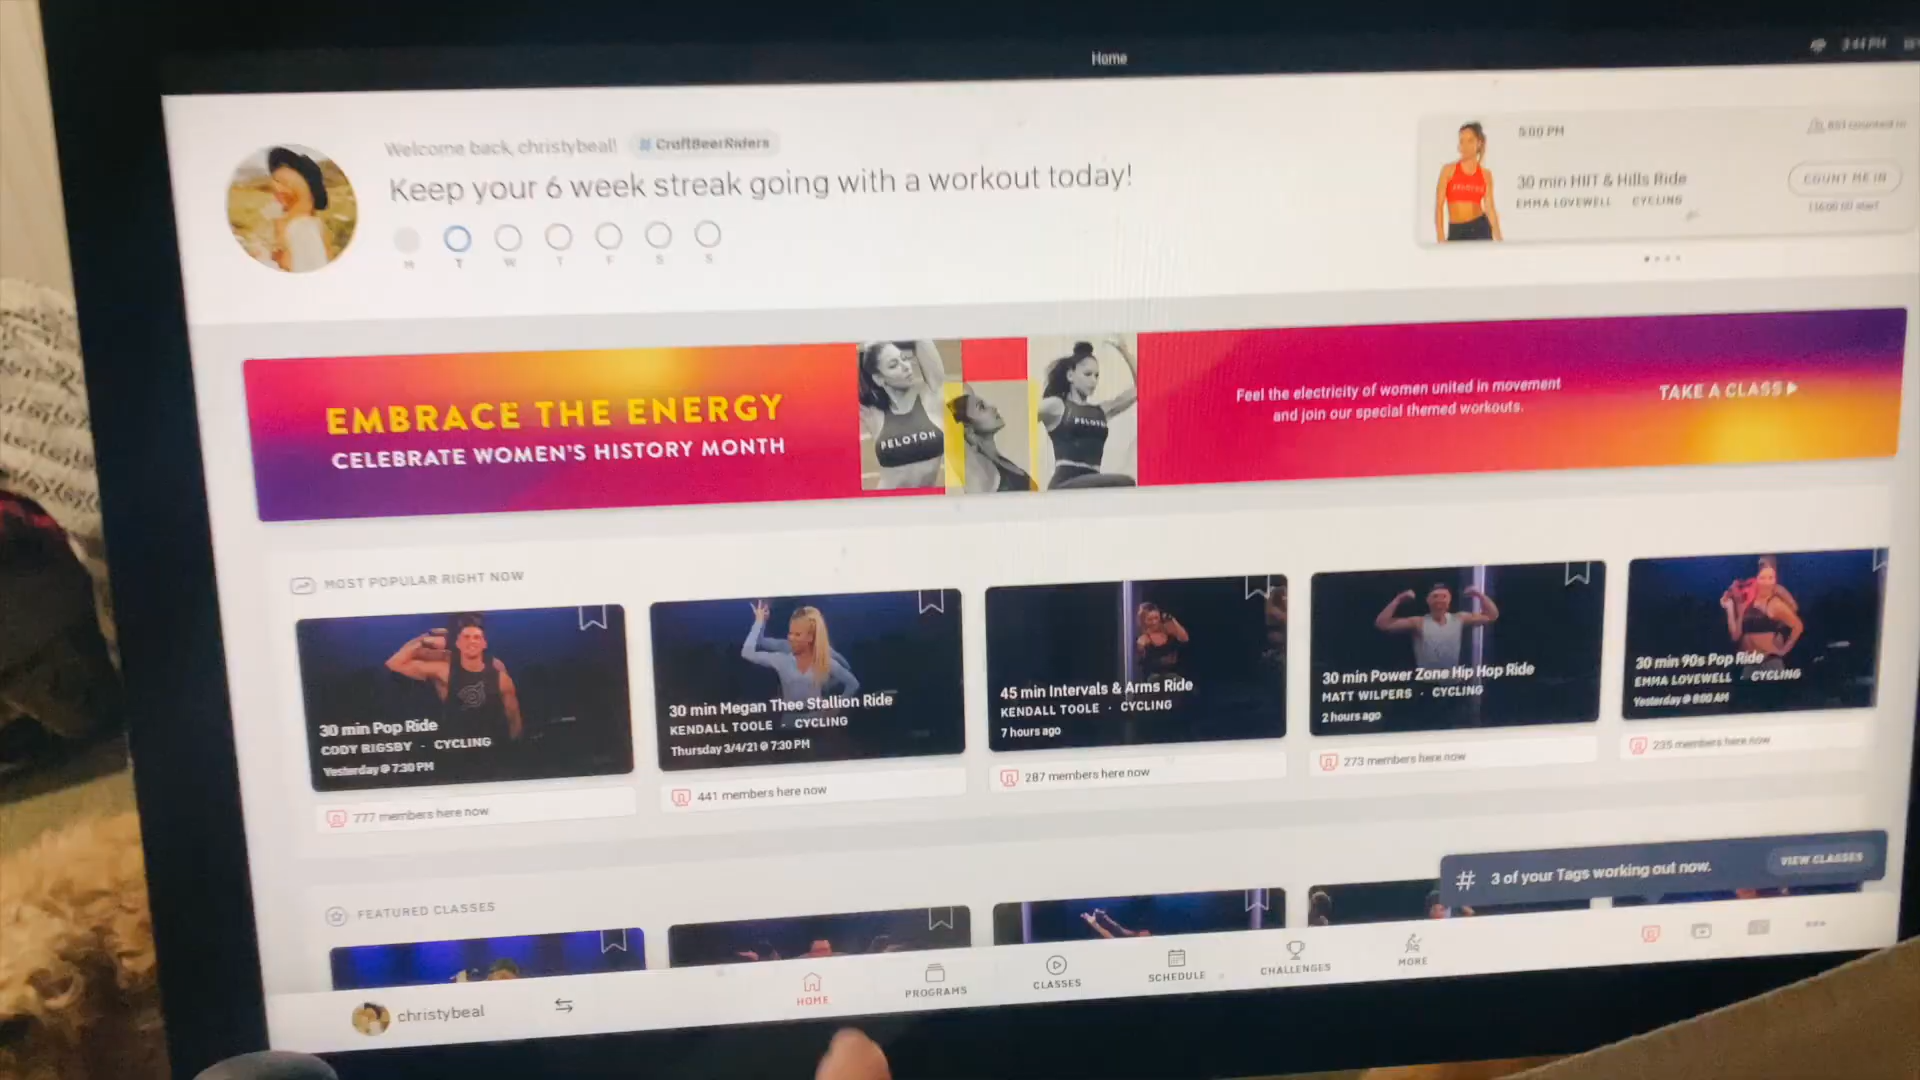 Home
3:44 PM
Welcome back, christybeal!
# CraftBeerRiders
Keep your 6 week streak going with a workout today!
M T W T F S S
5:00 PM
30 min HIIT & Hills Ride
EMMA LOVEWELL CYCLING
COUNT ME IN
EMBRACE THE ENERGY
CELEBRATE WOMEN'S HISTORY MONTH
PELOTON
PELOTON
Feel the electricity of women united in movement
and join our special themed workouts.
TAKE A CLASS
MOST POPULAR RIGHT NOW
30 min Pop Ride
CODY RIGSBY · CYCLING
Yesterday @ 7:30 PM
777 members here now
30 min Megan Thee Stallion Ride
KENDALL TOOLE · CYCLING
Thursday 3/4/21 @ 7:30 PM
441 members here now
45 min Intervals & Arms Ride
KENDALL TOOLE · CYCLING
7 hours ago
287 members here now
30 min Power Zone Hip Hop Ride
MATT WILPERS · CYCLING
2 hours ago
273 members here now
30 min 90s Pop Ride
EMMA LOVEWELL · CYCLING
Yesterday @ 8:00 AM
235 members here now
FEATURED CLASSES
# 3 of your Tags working out now.
VIEW CLASSES
christybeal
HOME
PROGRAMS
CLASSES
SCHEDULE
CHALLENGES
MORE